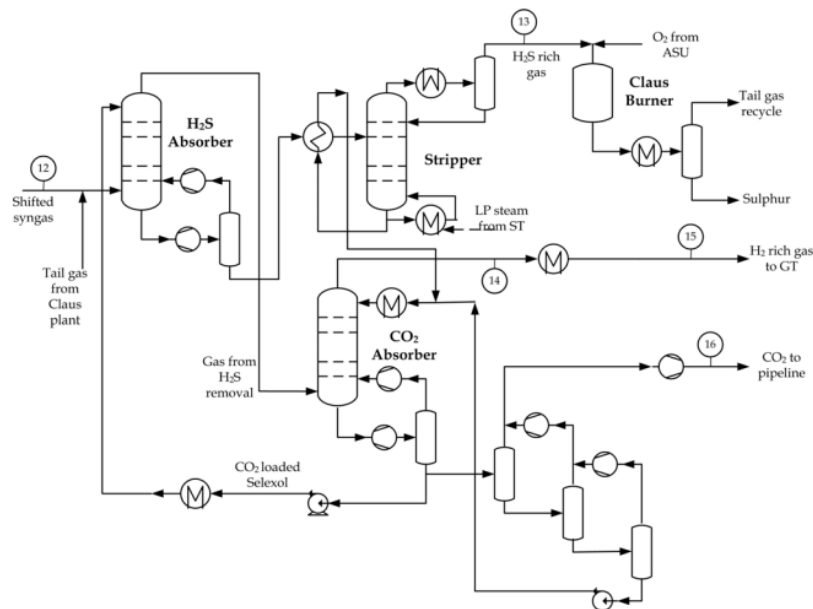 13
H₂S rich
gas
O₂ from
ASU
Claus
Burner
Tail gas
recycle
H₂S
Absorber
Stripper
12
Shifted
syngas
LP steam
from ST
Sulphur
Tail gas
from
Claus
plant
14
15
H₂ rich gas
to GT
CO₂
Absorber
Gas from
H₂S
removal
16
CO₂ to
pipeline
CO₂ loaded
Selexol